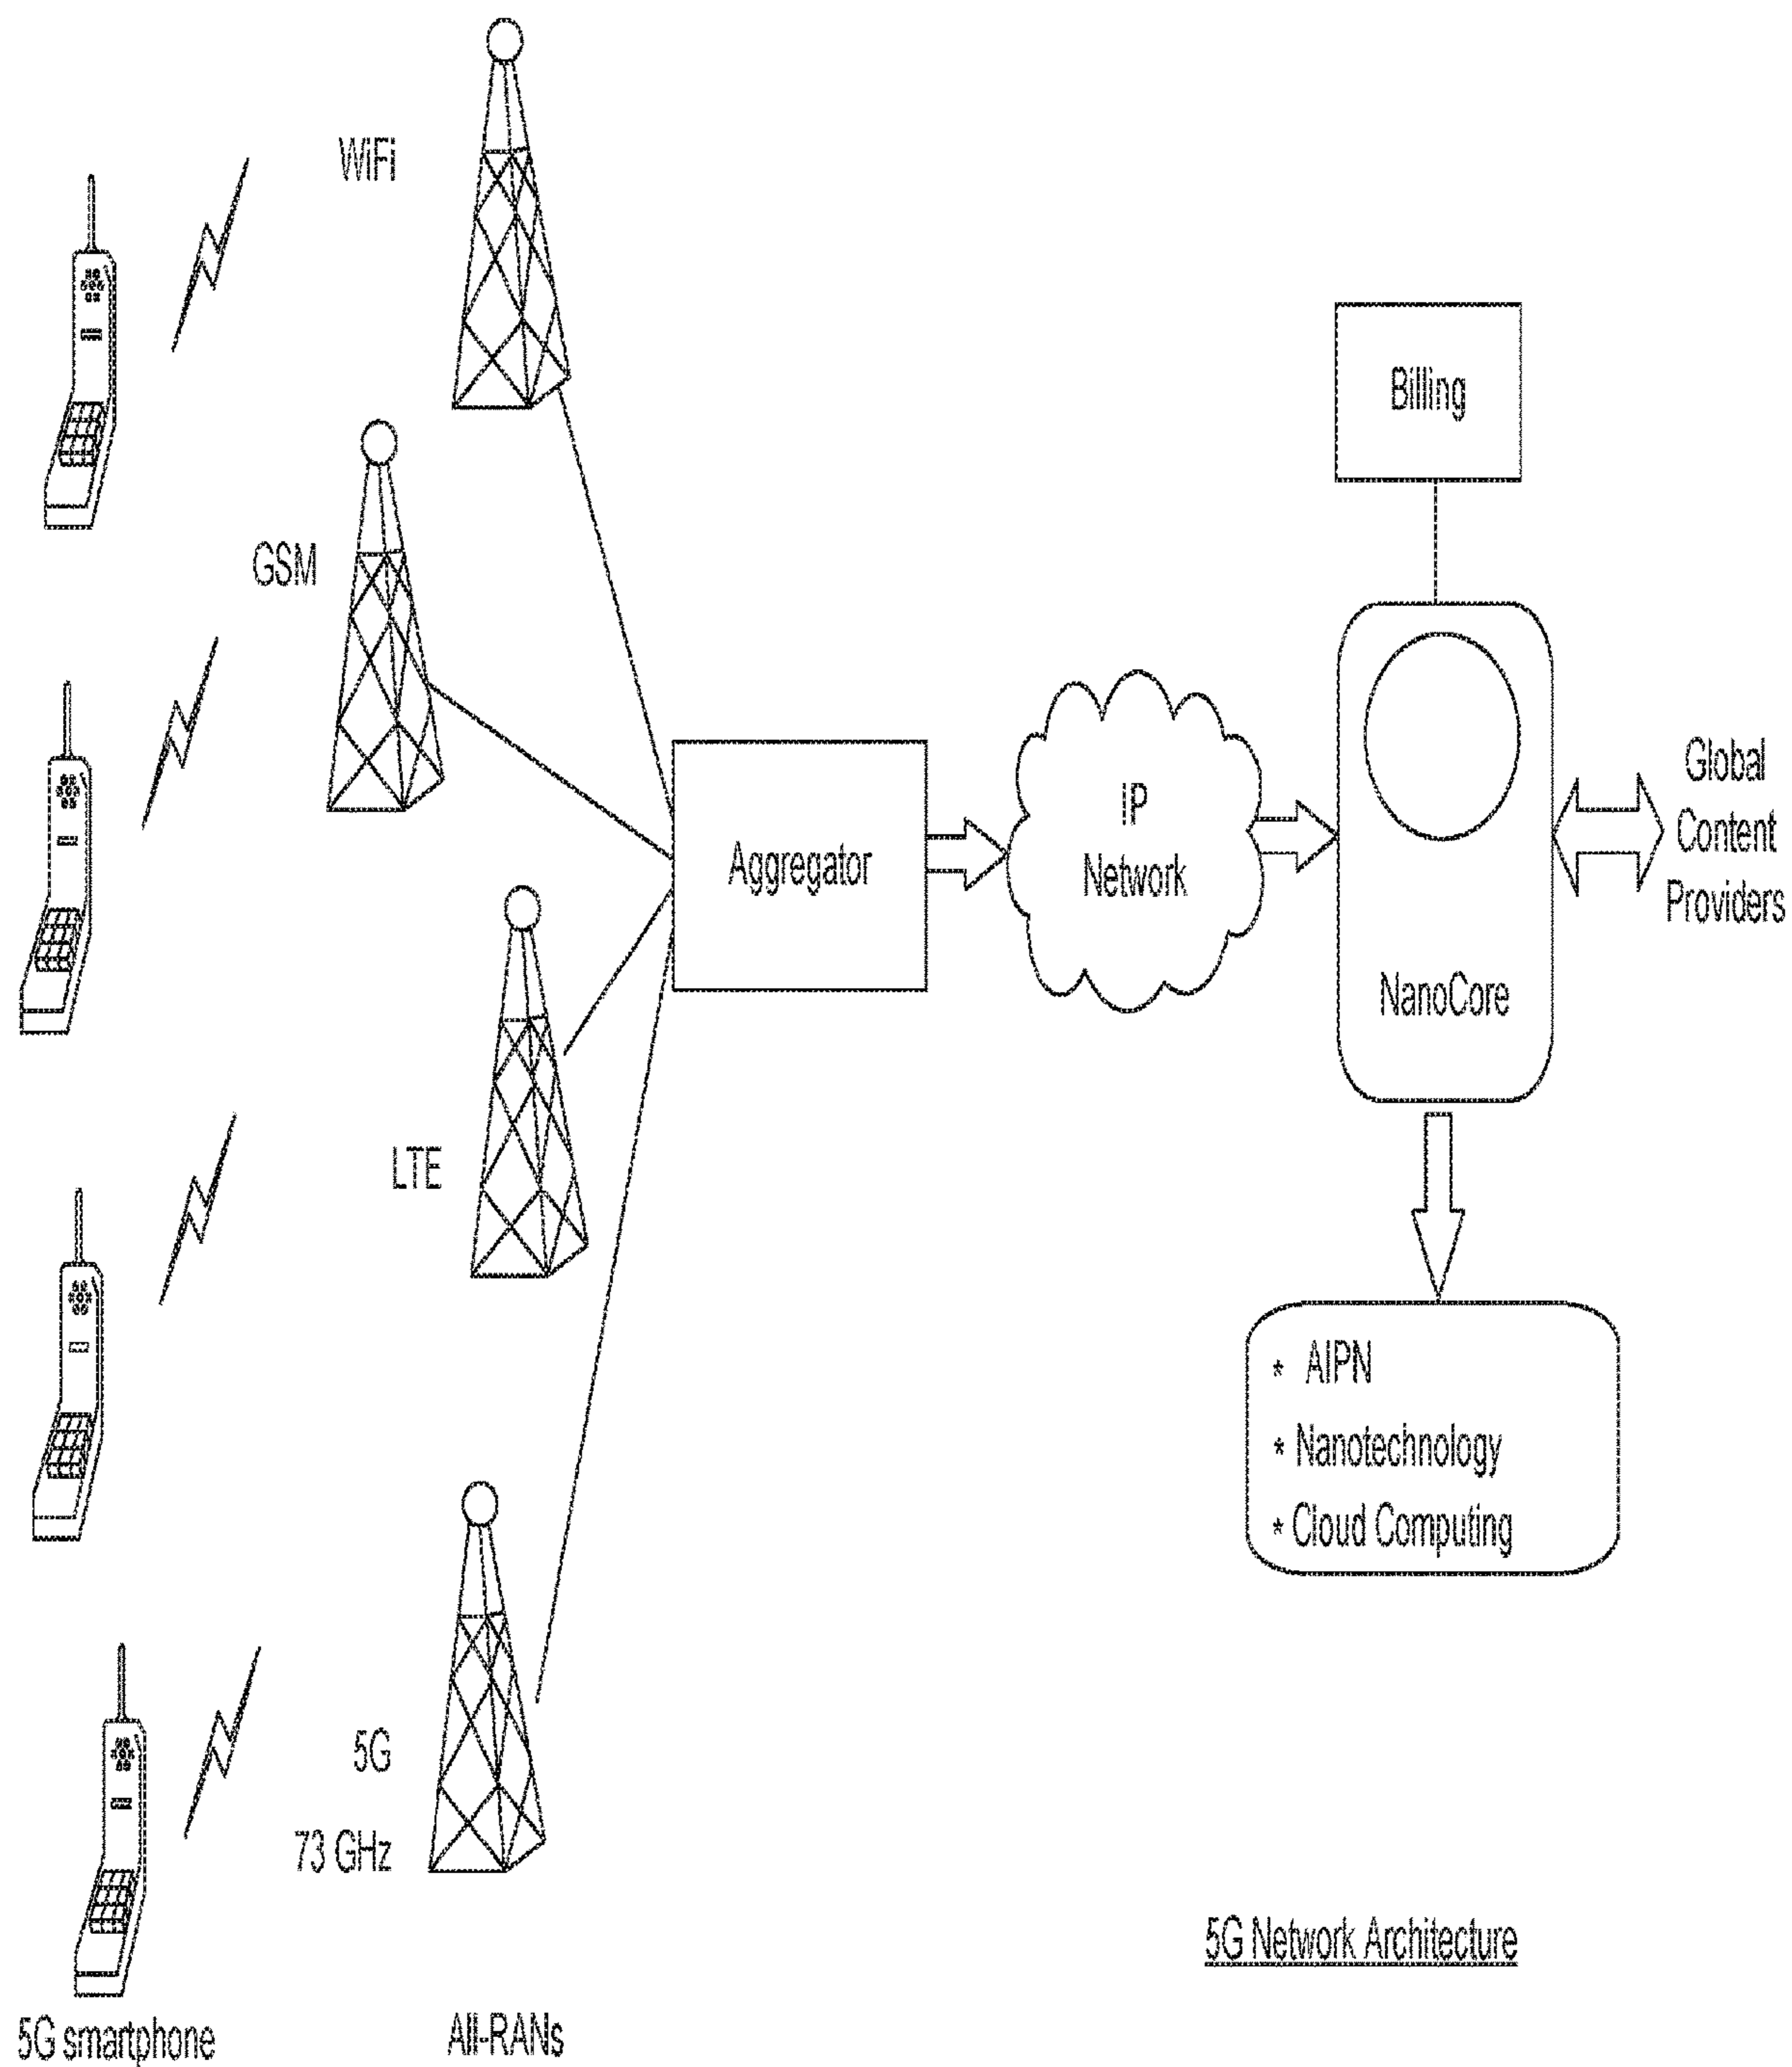 WiFi
GSM
LTE
5G
73 GHz
5G smartphone
All-RANs
Aggregator
IP
Network
Billing
NanoCore
Global
Content
Providers
* AIPN
* Nanotechnology
* Cloud Computing
5G Network Architecture